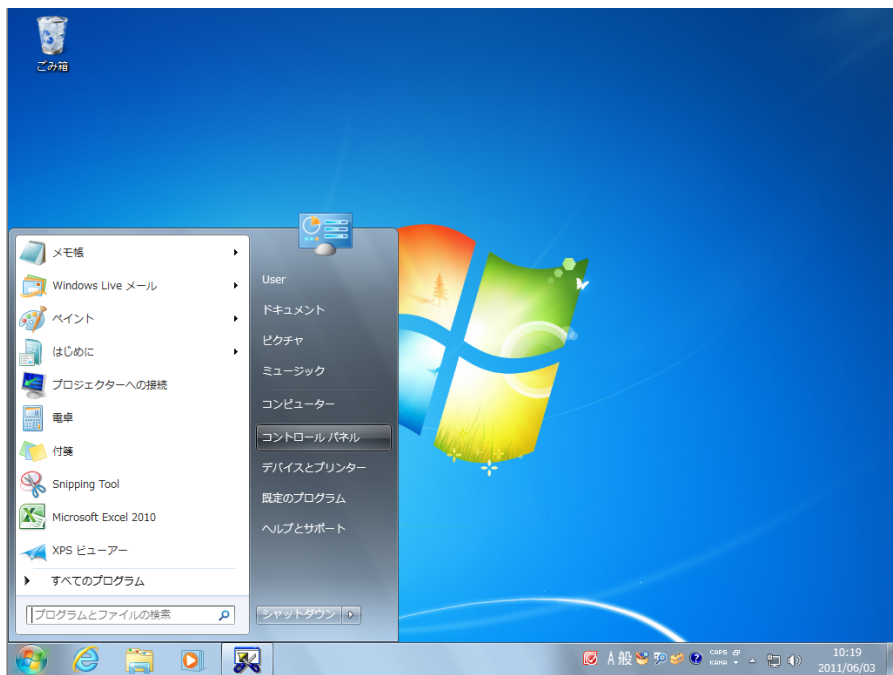 ごみ箱
メモ帳
Windows Live メール
ペイント
はじめに
プロジェクターへの接続
電卓
付箋
Snipping Tool
Microsoft Excel 2010
XPS ビューアー
すべてのプログラム
プログラムとファイルの検索
User
ドキュメント
ピクチャ
ミュージック
コンピューター
コントロール パネル
デバイスとプリンター
既定のプログラム
ヘルプとサポート
シャットダウン
A 般
CAPS
KANA
10:19
2011/06/03